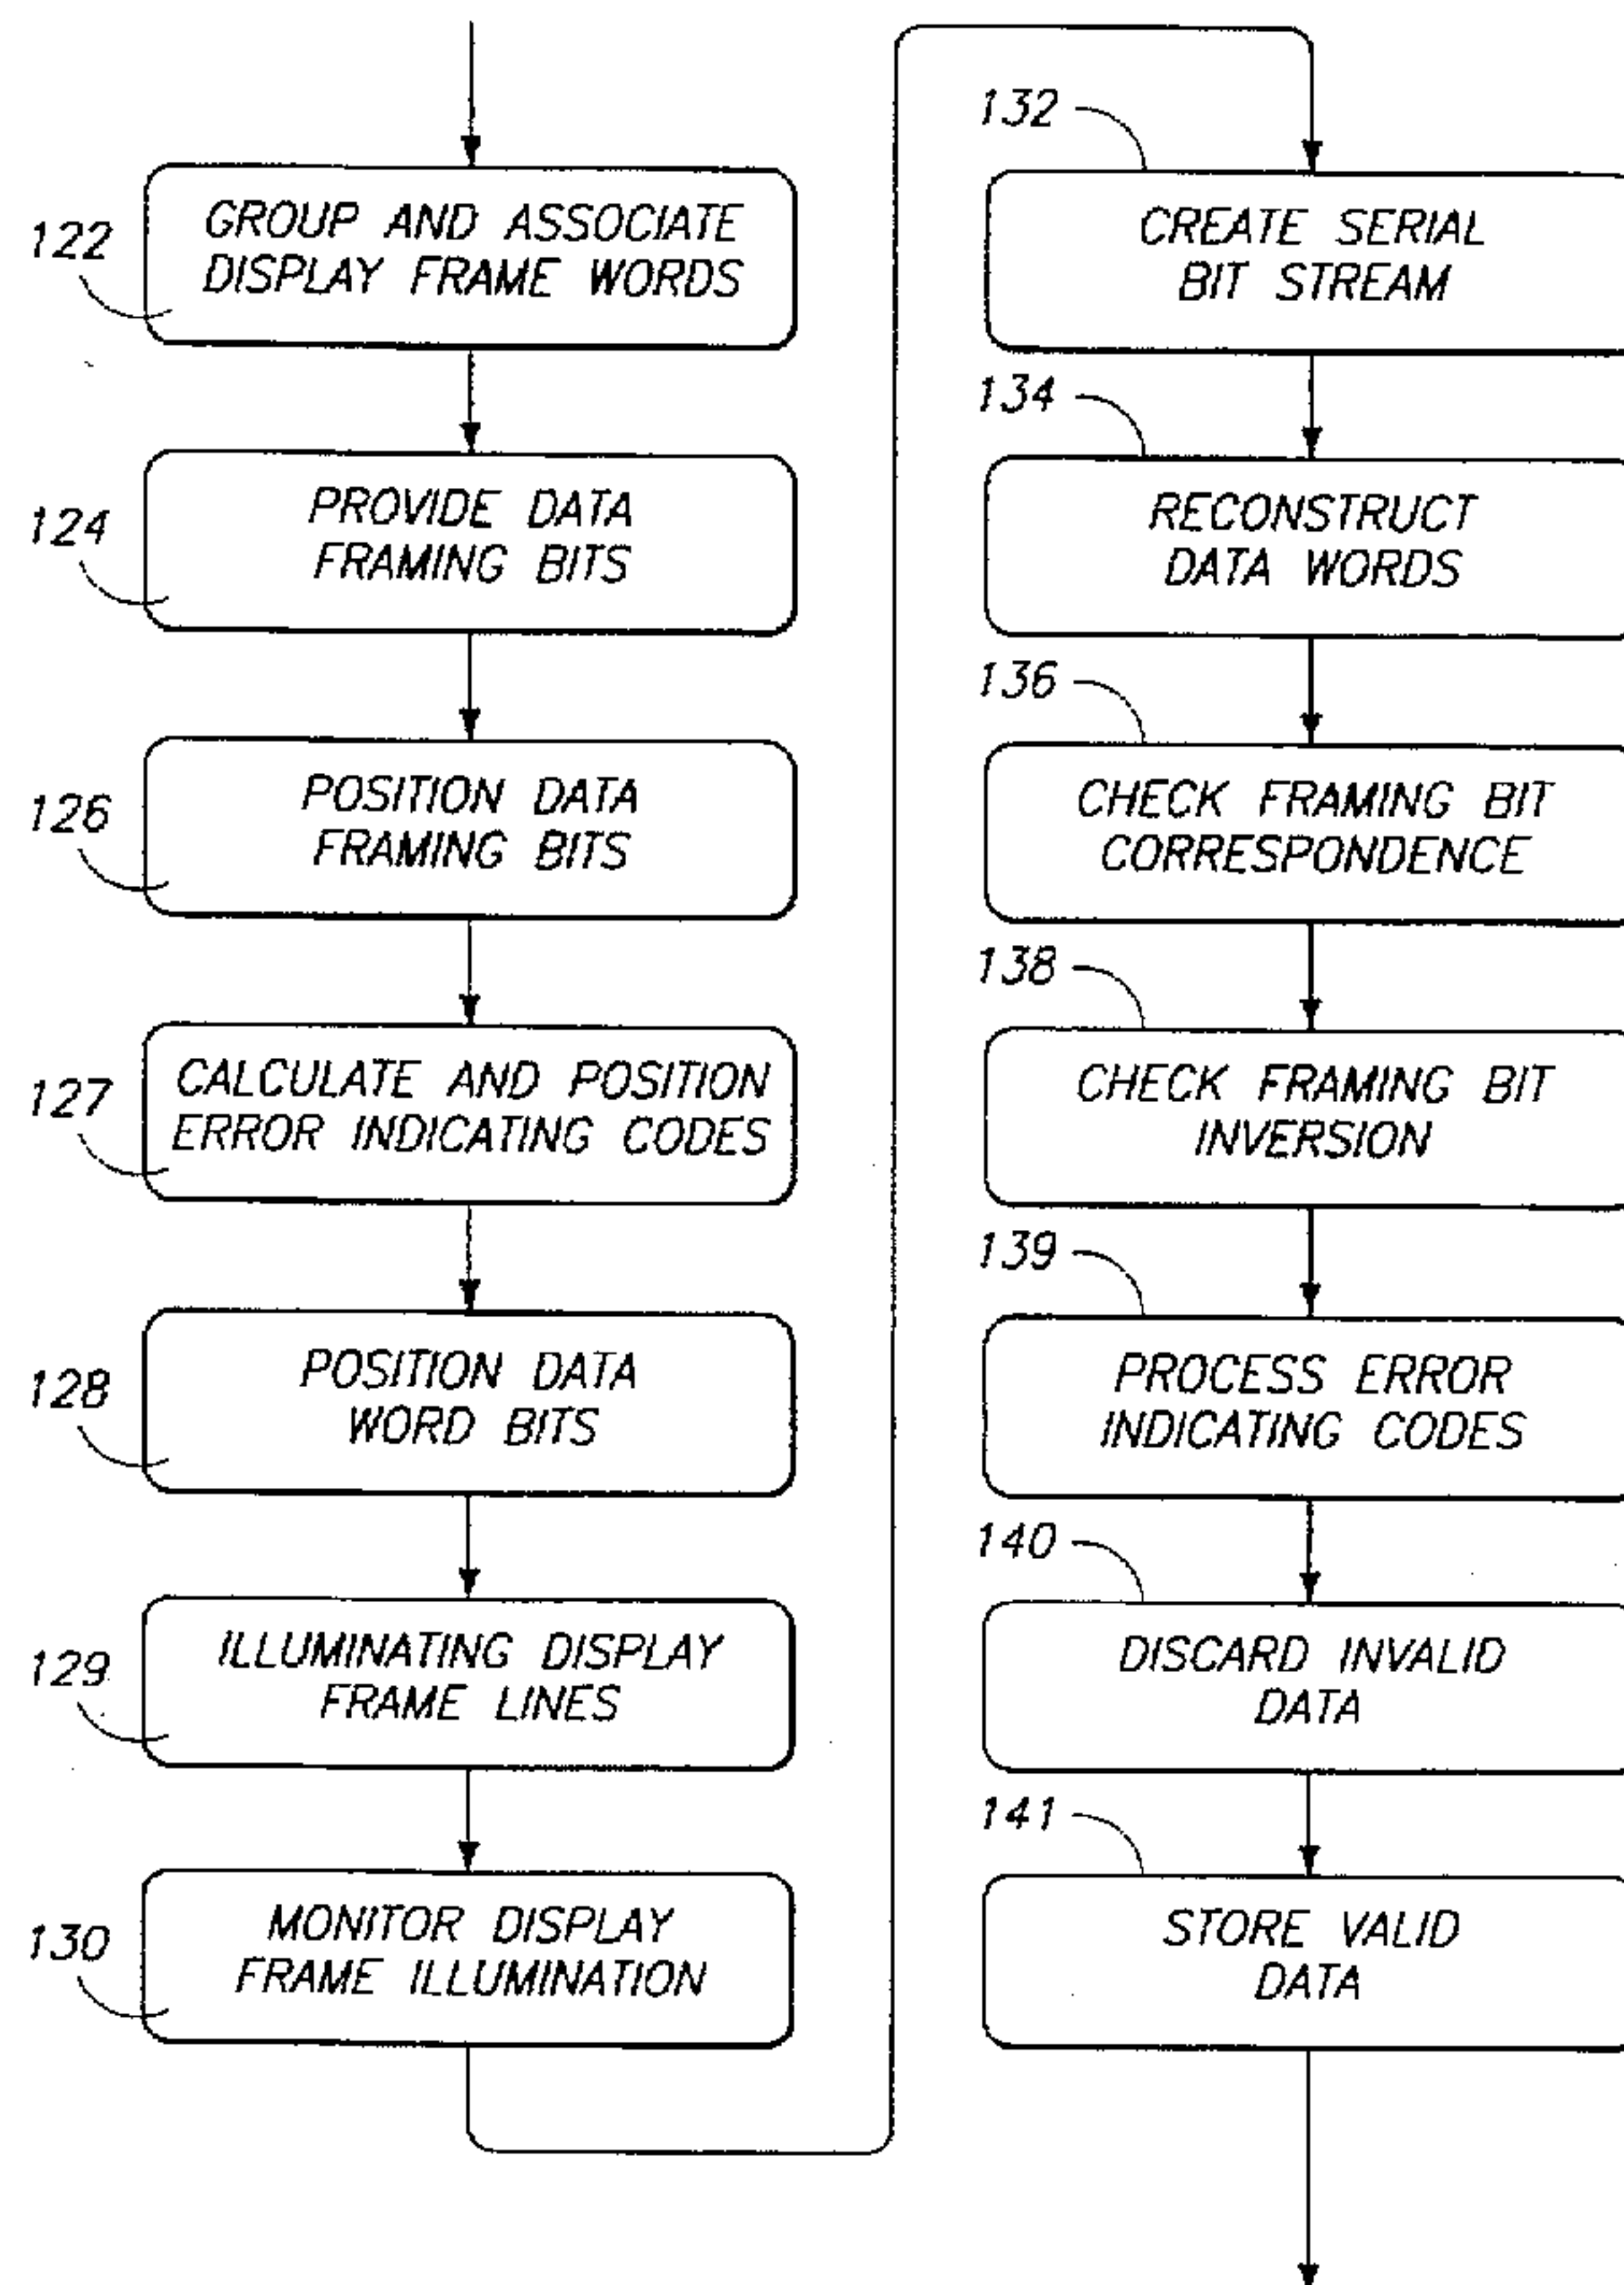 122
GROUP AND ASSOCIATE
DISPLAY FRAME WORDS
124
PROVIDE DATA
FRAMING BITS
126
POSITION DATA
FRAMING BITS
127
CALCULATE AND POSITION
ERROR INDICATING CODES
128
POSITION DATA
WORD BITS
129
ILLUMINATING DISPLAY
FRAME LINES
130
MONITOR DISPLAY
FRAME ILLUMINATION
132
CREATE SERIAL
BIT STREAM
134
RECONSTRUCT
DATA WORDS
136
CHECK FRAMING BIT
CORRESPONDENCE
138
CHECK FRAMING BIT
INVERSION
139
PROCESS ERROR
INDICATING CODES
140
DISCARD INVALID
DATA
141
STORE VALID
DATA